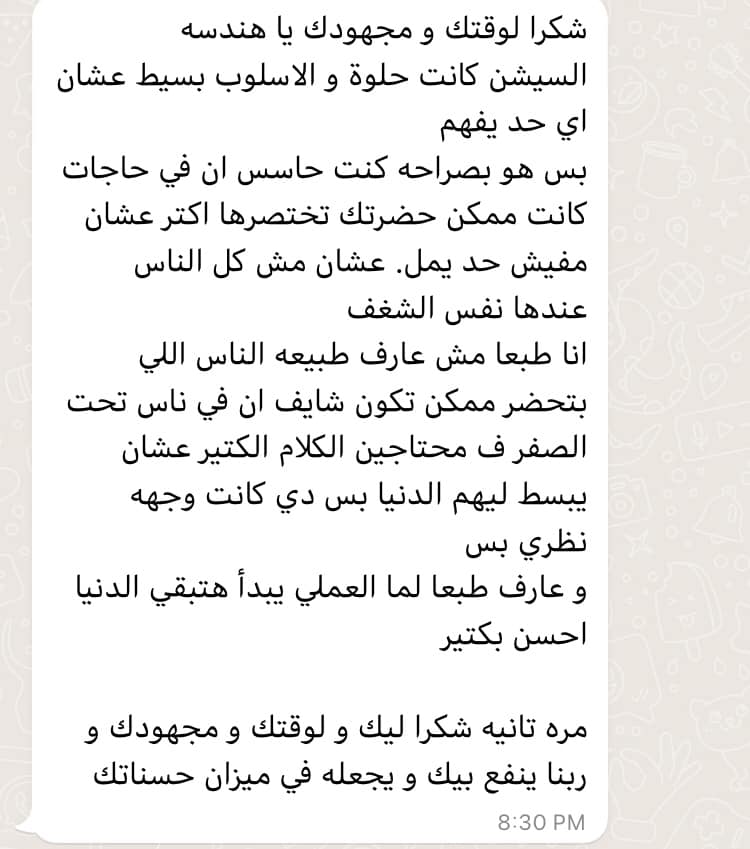 شكرا لوقتك و مجهودك يا هندسه
السيشن كانت حلوة و الاسلوب بسيط عشان
اي حد يفهم
بس هو بصراحه كنت حاسس ان في حاجات
كانت ممكن حضرتك تختصرها اكتر عشان
مفيش حد يمل. عشان مش كل الناس
عندها نفس الشغف
انا طبعا مش عارف طبيعه الناس اللي
بتحضر ممكن تكون شايف ان في ناس تحت
الصفر ف محتاجين الكلام الكتير عشان
يبسط ليهم الدنيا بس دي كانت وجهه
نظري بس
و عارف طبعا لما العملي يبدأ هتبقي الدنيا
احسن بكتير
مره تانيه شكرا ليك و لوقتك و مجهودك و
ربنا ينفع بيك و يجعله في ميزان حسناتك
8:30 PM